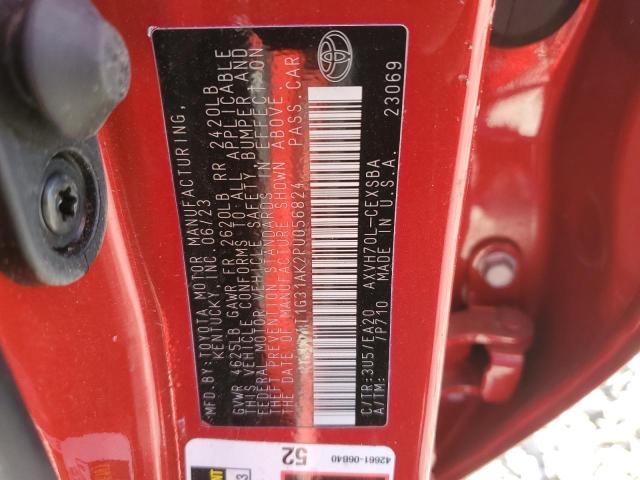 MFD. BY: TOYOTA MOTOR MANUFACTURING,
KENTUCKY, INC. 06/23
GVWR 4625LB GAWR FR 2620LB RR 2420LB
THIS VEHICLE CONFORMS TO ALL APPLICABLE
FEDERAL MOTOR VEHICLE SAFETY, BUMPER, AND
THEFT PREVENTION STANDARDS IN EFFECT ON
THE DATE OF MANUFACTURE SHOWN ABOVE.
1G31AK2PU056824 PASS. CAR
C/TR:3U5/EA20 AXVH70L-CEXSBA
A/TM: /P710 MADE IN U.S.A. 23069
42661-06B40
52